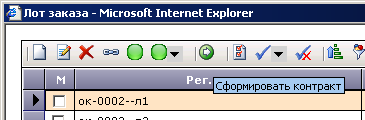 Лот заказа - Microsoft Internet Explorer
М Рег.
Сформировать контракт
ок-0002--л1